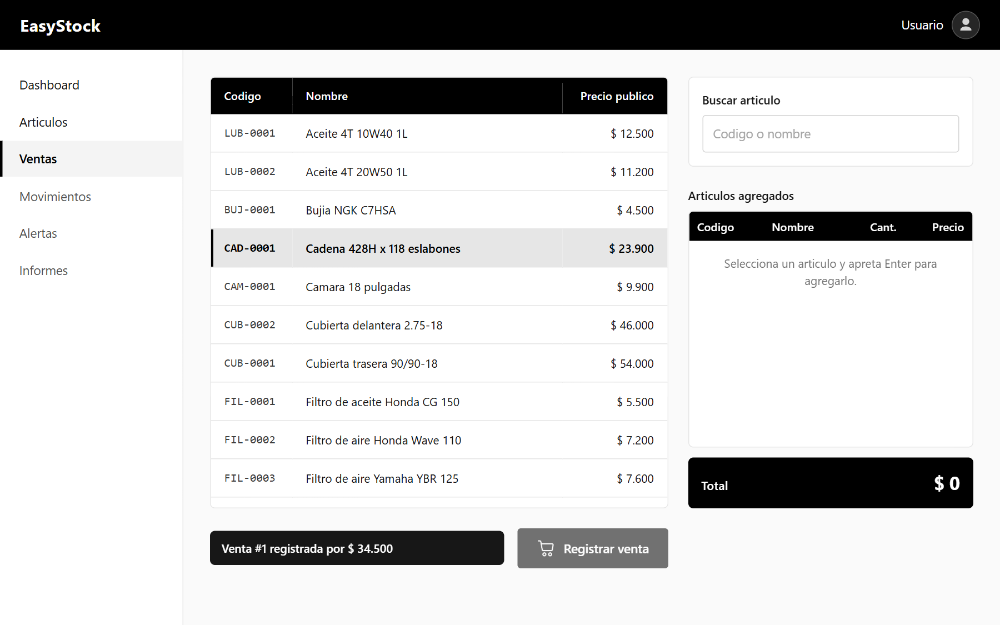 EasyStock
Usuario
Dashboard
Articulos
Ventas
Movimientos
Alertas
Informes
Codigo Nombre Precio publico
LUB-0001 Aceite 4T 10W40 1L $ 12.500
LUB-0002 Aceite 4T 20W50 1L $ 11.200
BUJ-0001 Bujia NGK C7HSA $ 4.500
CAD-0001 Cadena 428H x 118 eslabones $ 23.900
CAM-0001 Camara 18 pulgadas $ 9.900
CUB-0002 Cubierta delantera 2.75-18 $ 46.000
CUB-0001 Cubierta trasera 90/90-18 $ 54.000
FIL-0001 Filtro de aceite Honda CG 150 $ 5.500
FIL-0002 Filtro de aire Honda Wave 110 $ 7.200
FIL-0003 Filtro de aire Yamaha YBR 125 $ 7.600
Venta #1 registrada por $ 34.500
Registrar venta
Buscar articulo
Codigo o nombre
Articulos agregados
Codigo Nombre Cant. Precio
Selecciona un articulo y apreta Enter para
agregarlo.
Total $ 0